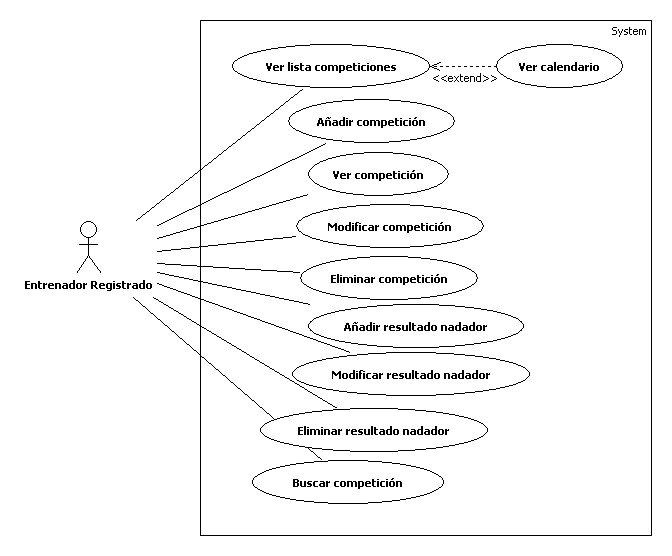 System
Ver lista competiciones
Ver calendario
<<extend>>
Añadir competición
Ver competición
Modificar competición
Entrenador Registrado
Eliminar competición
Añadir resultado nadador
Modificar resultado nadador
Eliminar resultado nadador
Buscar competición